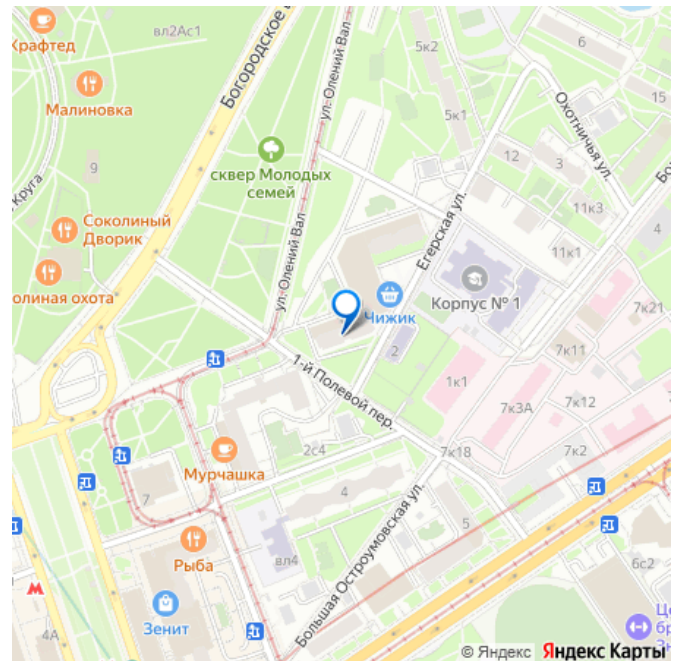 Крафтед
вл2Ас1
Богородское
6
5к2
Малиновка
ул. Олений Вал
15
5к1
Охотничья ул.
сквер Молодых
семей
12
3
9
Круга
Егерская ул.
11к3
4
Соколиный
Дворик
ул. Олений Вал
11к1
олиная охота
Корпус № 1
7к21
Чижик
2
7к11
1-й Полевой пер.
1к1
7к12
7к3А
2с4
7к18
7к2
Мурчашка
4
7
Большая Остроумовская ул.
5
Рыба
вл4
6с2
Зенит
4А
© Яндекс Яндекс Карты